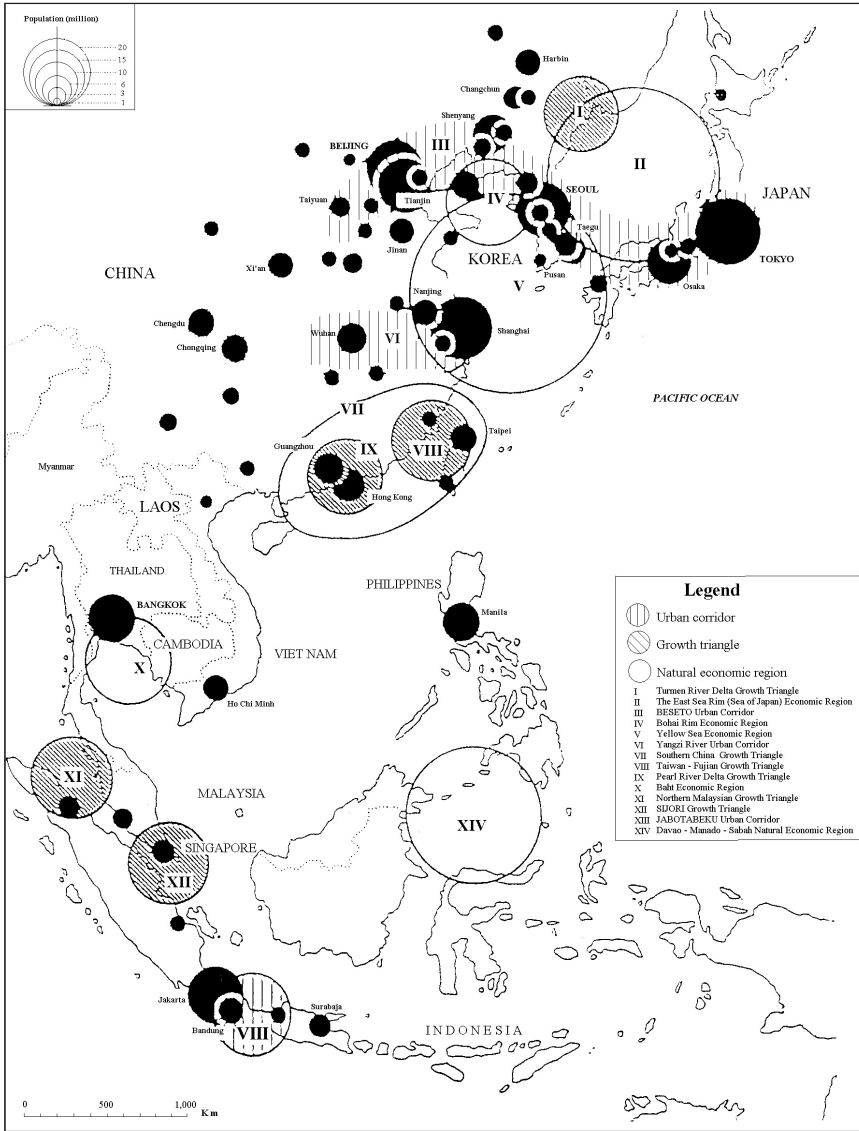 Population (million)
20
15
10
6
3
1
Harbin
Changchun
Shenyang
I
BEIJING
III
II
Tianjin
IV
SEOUL
JAPAN
Taiyuan
Taegu
Jinan
KOREA
TOKYO
CHINA
Xi'an
Pusan
Osaka
V
Nanjing
Chengdu
Wuhan
VI
Shanghai
Chongqing
PACIFIC OCEAN
VII
Guangzhou
IX
VIII
Taipei
Myanmar
Hong Kong
LAOS
THAILAND
PHILIPPINES
BANGKOK
Manila
CAMBODIA
VIET NAM
X
Ho Chi Minh
Legend
Urban corridor
Growth triangle
Natural economic region
I Turmen River Delta Growth Triangle
II The East Sea Rim (Sea of Japan) Economic Region
III BESETO Urban Corridor
IV Bohai Rim Economic Region
V Yellow Sea Economic Region
VI Yangzi River Urban Corridor
VII Southern China Growth Triangle
VIII Taiwan - Fujian Growth Triangle
IX Pearl River Delta Growth Triangle
X Baht Economic Region
XI Northern Malaysian Growth Triangle
XII SIJORI Growth Triangle
XIII JABOTABEKU Urban Corridor
XIV Davao - Manado - Sabah Natural Economic Region
XI
MALAYSIA
XIV
SINGAPORE
XII
Jakarta
Surabaja
Bandung
VIII
INDONESIA
0 500 1,000
Km